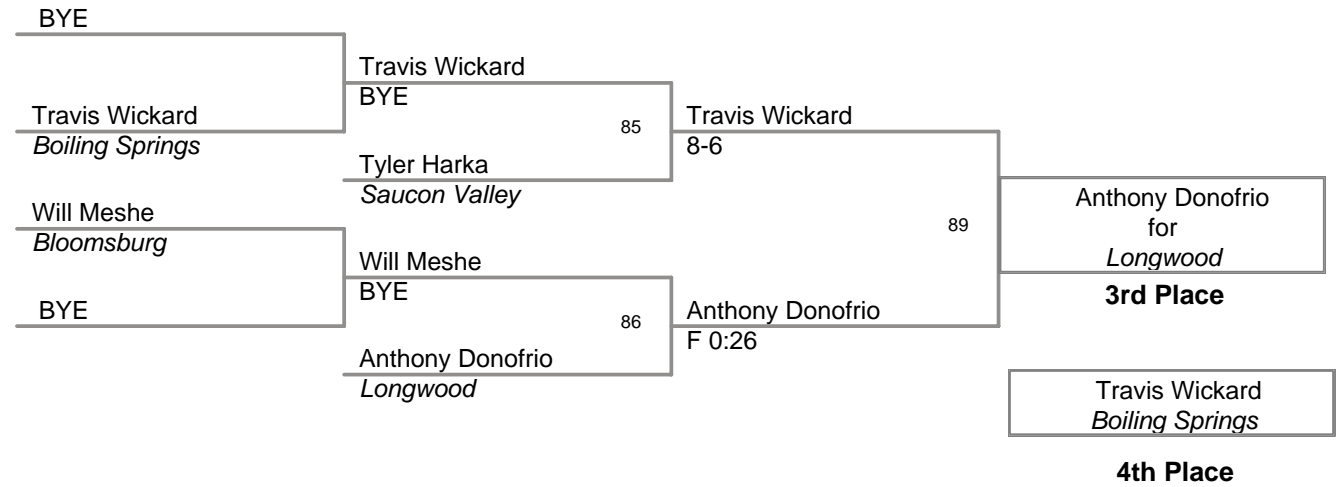 BYE
Travis Wickard
BYE
Travis Wickard
Boiling Springs
85
Travis Wickard
8-6
Tyler Harka
Saucon Valley
Will Meshe
Bloomsburg
89
Anthony Donofrio
for
Longwood
3rd Place
Will Meshe
BYE
BYE
86
Anthony Donofrio
F 0:26
Anthony Donofrio
Longwood
Travis Wickard
Boiling Springs
4th Place